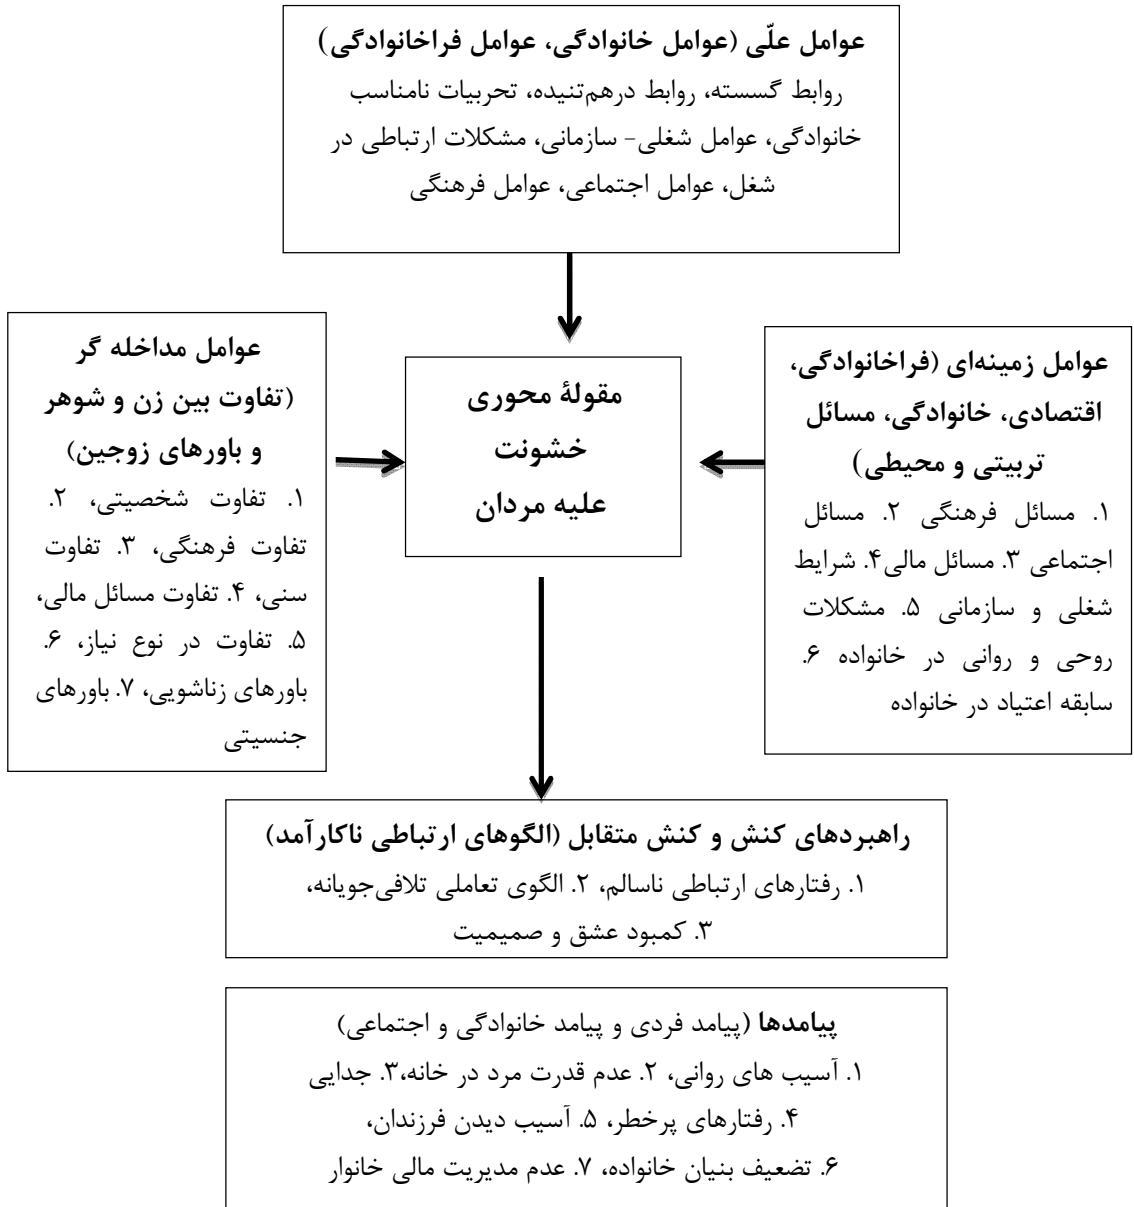 عوامل علّی (عوامل خانوادگی، عوامل فراخانوادگی)
روابط گسسته، روابط درهم‌تنیده، تحربیات نامناسب
خانوادگی، عوامل شغلی- سازمانی، مشکلات ارتباطی در
شغل، عوامل اجتماعی، عوامل فرهنگی
عوامل زمینه‌ای (فراخانوادگی،
اقتصادی، خانوادگی، مسائل
تربیتی و محیطی)
۱. مسائل فرهنگی ۲. مسائل
اجتماعی ۳. مسائل مالی۴. شرایط
شغلی و سازمانی ۵. مشکلات
روحی و روانی در خانواده ۶.
سابقه اعتیاد در خانواده
مقولۀ محوری
خشونت
علیه مردان
عوامل مداخله گر
(تفاوت بین زن و شوهر
و باورهای زوجین)
۱. تفاوت شخصیتی، ۲.
تفاوت فرهنگی، ۳. تفاوت
سنی، ۴. تفاوت مسائل مالی،
۵. تفاوت در نوع نیاز، ۶.
باورهای زناشویی، ۷. باورهای
جنسیتی
راهبردهای کنش و کنش متقابل (الگوهای ارتباطی ناکارآمد)
۱. رفتارهای ارتباطی ناسالم، ۲. الگوی تعاملی تلافی‌جویانه،
۳. کمبود عشق و صمیمیت
پیامدها (پیامد فردی و پیامد خانوادگی و اجتماعی)
۱. آسیب های روانی، ۲. عدم قدرت مرد در خانه،۳. جدایی
۴. رفتارهای پرخطر، ۵. آسیب دیدن فرزندان،
۶. تضعیف بنیان خانواده، ۷. عدم مدیریت مالی خانوار